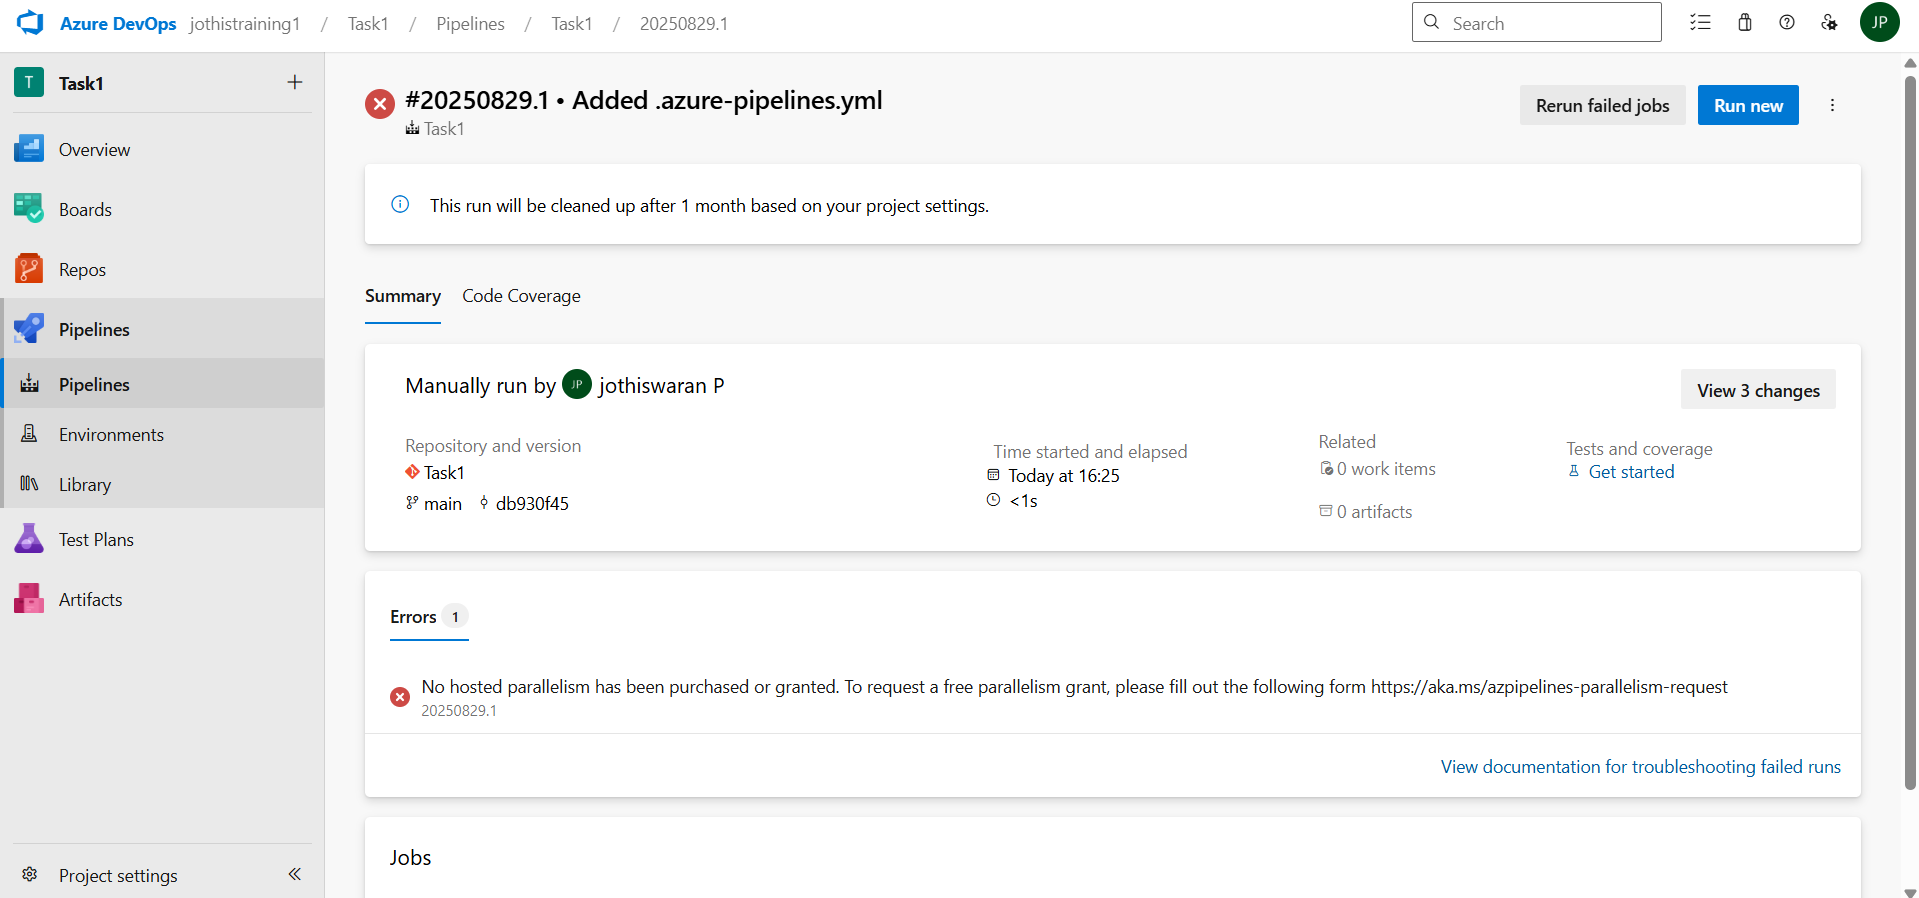 Azure DevOps jothistraining1 / Task1 / Pipelines / Task1 / 20250829.1
Search
JP
T Task1
Overview
Boards
Repos
Pipelines
Pipelines
Environments
Library
Test Plans
Artifacts
Project settings
#20250829.1 • Added .azure-pipelines.yml
Task1
Rerun failed jobs
Run new
This run will be cleaned up after 1 month based on your project settings.
Summary Code Coverage
Manually run by JP jothiswaran P
View 3 changes
Repository and version
Task1
main db930f45
Time started and elapsed
Today at 16:25
<1s
Related
0 work items
0 artifacts
Tests and coverage
Get started
Errors 1
No hosted parallelism has been purchased or granted. To request a free parallelism grant, please fill out the following form https://aka.ms/azpipelines-parallelism-request
20250829.1
View documentation for troubleshooting failed runs
Jobs